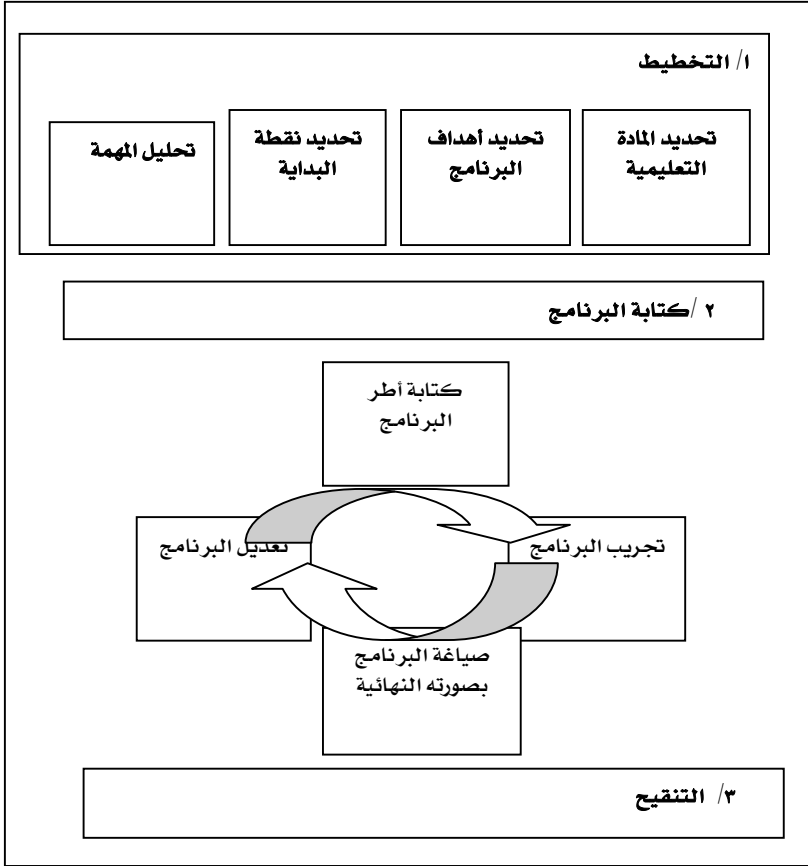 ١/ التخطيط
تحديد المادة
التعليمية
تحديد أهداف
البرنامج
تحديد نقطة
البداية
تحليل المهمة
٢ /كتابة البرنامج
كتابة أطر
البرنامج
تجريب البرنامج
تعديل البرنامج
صياغة البرنامج
بصورته النهائية
٣/ التنقيح